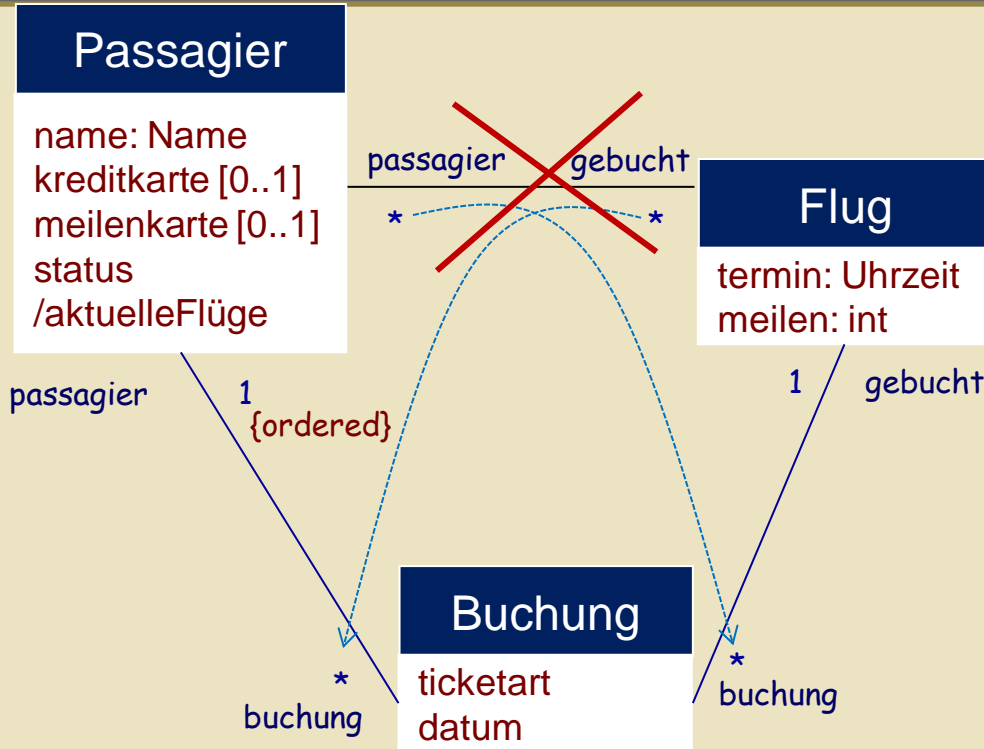 Passagier
name: Name
kreditkarte [0..1]
meilenkarte [0..1]
status
/aktuelleFlüge
passagier gebucht
* *
Flug
termin: Uhrzeit
meilen: int
passagier 1
{ordered}
1 gebucht
Buchung
ticketart
datum
*
buchung
*
buchung